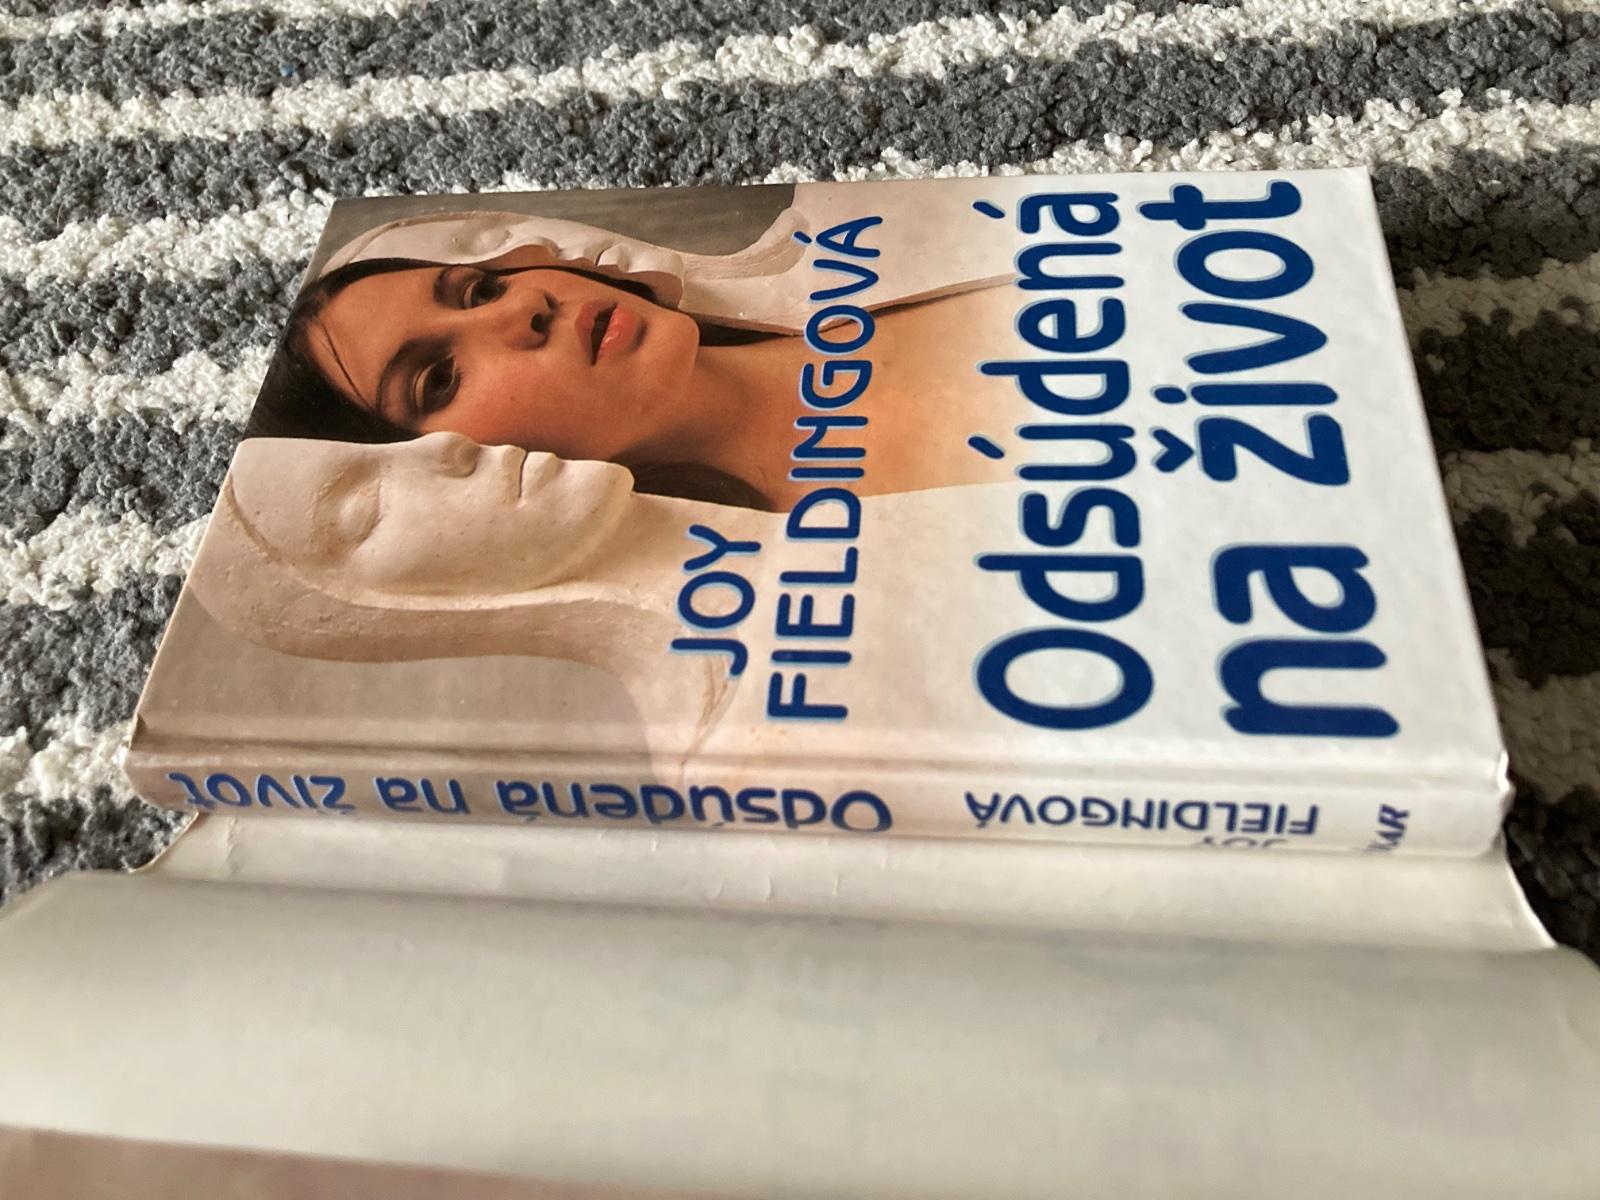 JOY
FIELDINGOVÁ
Odsúdená
na život
Odsúdená na život
JOY
FIELDINGOVÁ